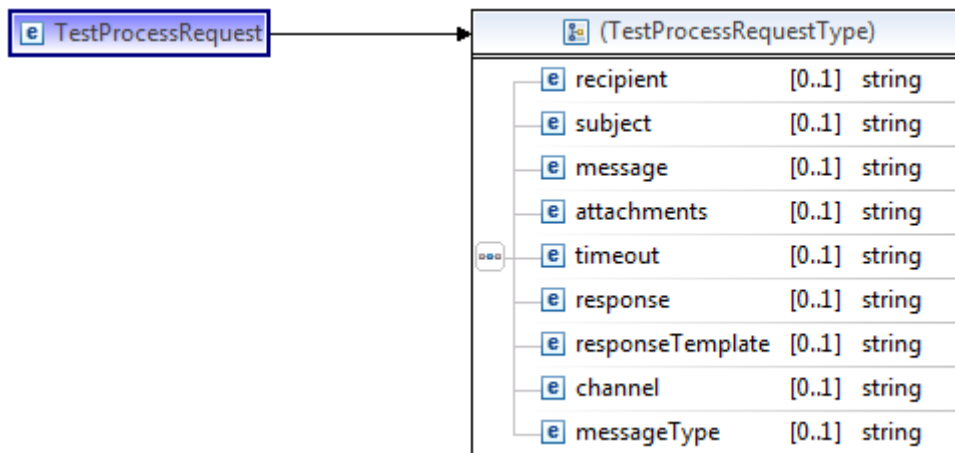 e TestProcessRequest
(TestProcessRequestType)
e recipient [0..1] string
e subject [0..1] string
e message [0..1] string
e attachments [0..1] string
e timeout [0..1] string
e response [0..1] string
e responseTemplate [0..1] string
e channel [0..1] string
e messageType [0..1] string